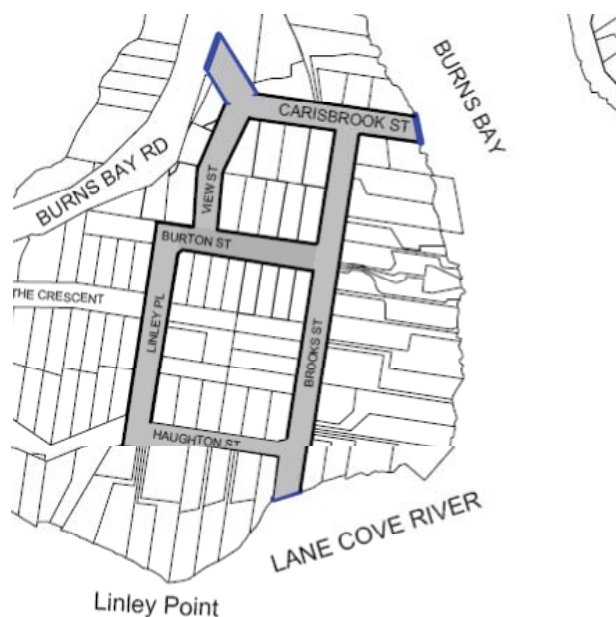 BURNS BAY
CARISBROOK ST
BURNS BAY RD
VIEW ST
BURTON ST
THE CRESCENT
LINLEY PL
BROOKS ST
HAUGHTON ST
LANE COVE RIVER
Linley Point